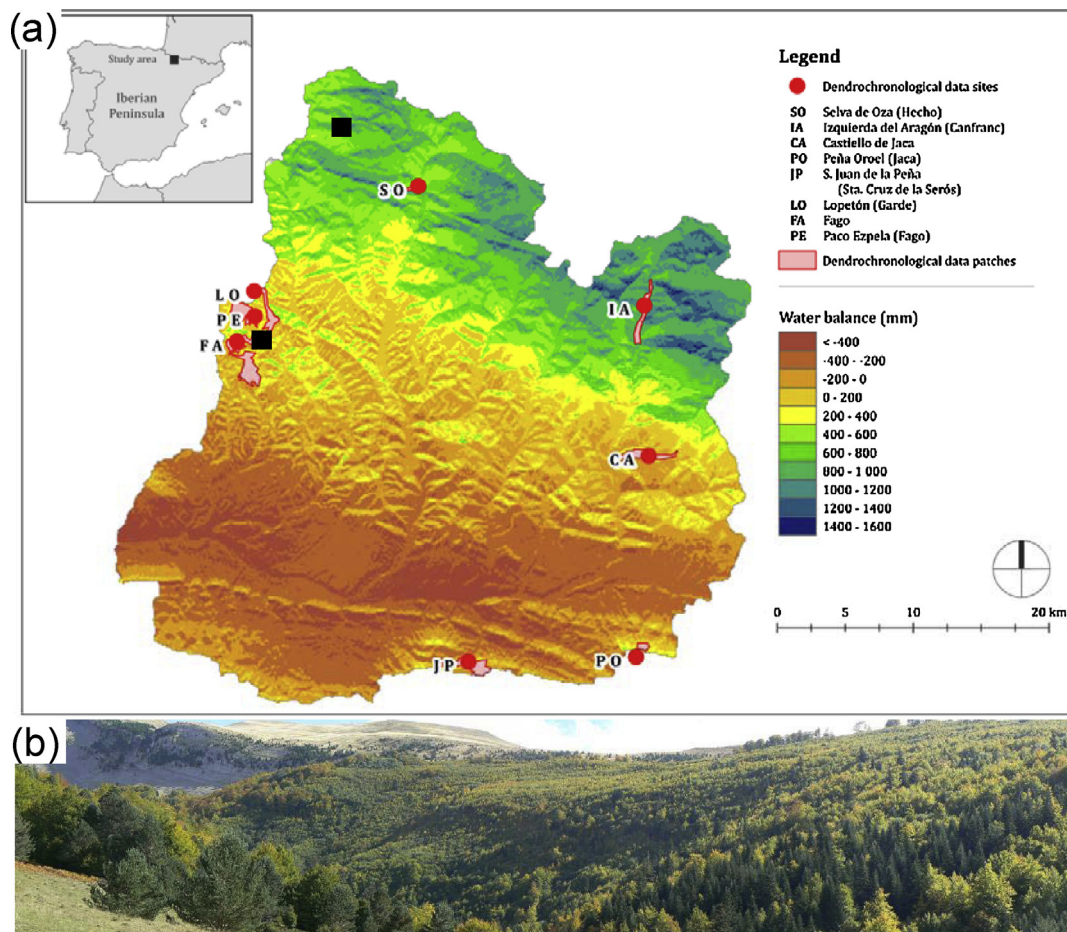 (a)
Study area
Iberian
Peninsula
SO
IA
LO
PE
FA
CA
JP
PO
Legend
Dendrochronological data sites
SO Selva de Oza (Hecho)
IA Izquierda del Aragón (Canfranc)
CA Castiello de Jaca
PO Peña Oroel (Jaca)
JP S. Juan de la Peña
(Sta. Cruz de la Serós)
LO Lopetón (Garde)
FA Fago
PE Paco Ezpela (Fago)
Dendrochronological data patches
Water balance (mm)
< -400
-400 - -200
-200 - 0
0 - 200
200 - 400
400 - 600
600 - 800
800 - 1 000
1000 - 1200
1200 - 1400
1400 - 1600
0 5 10 20 km
(b)